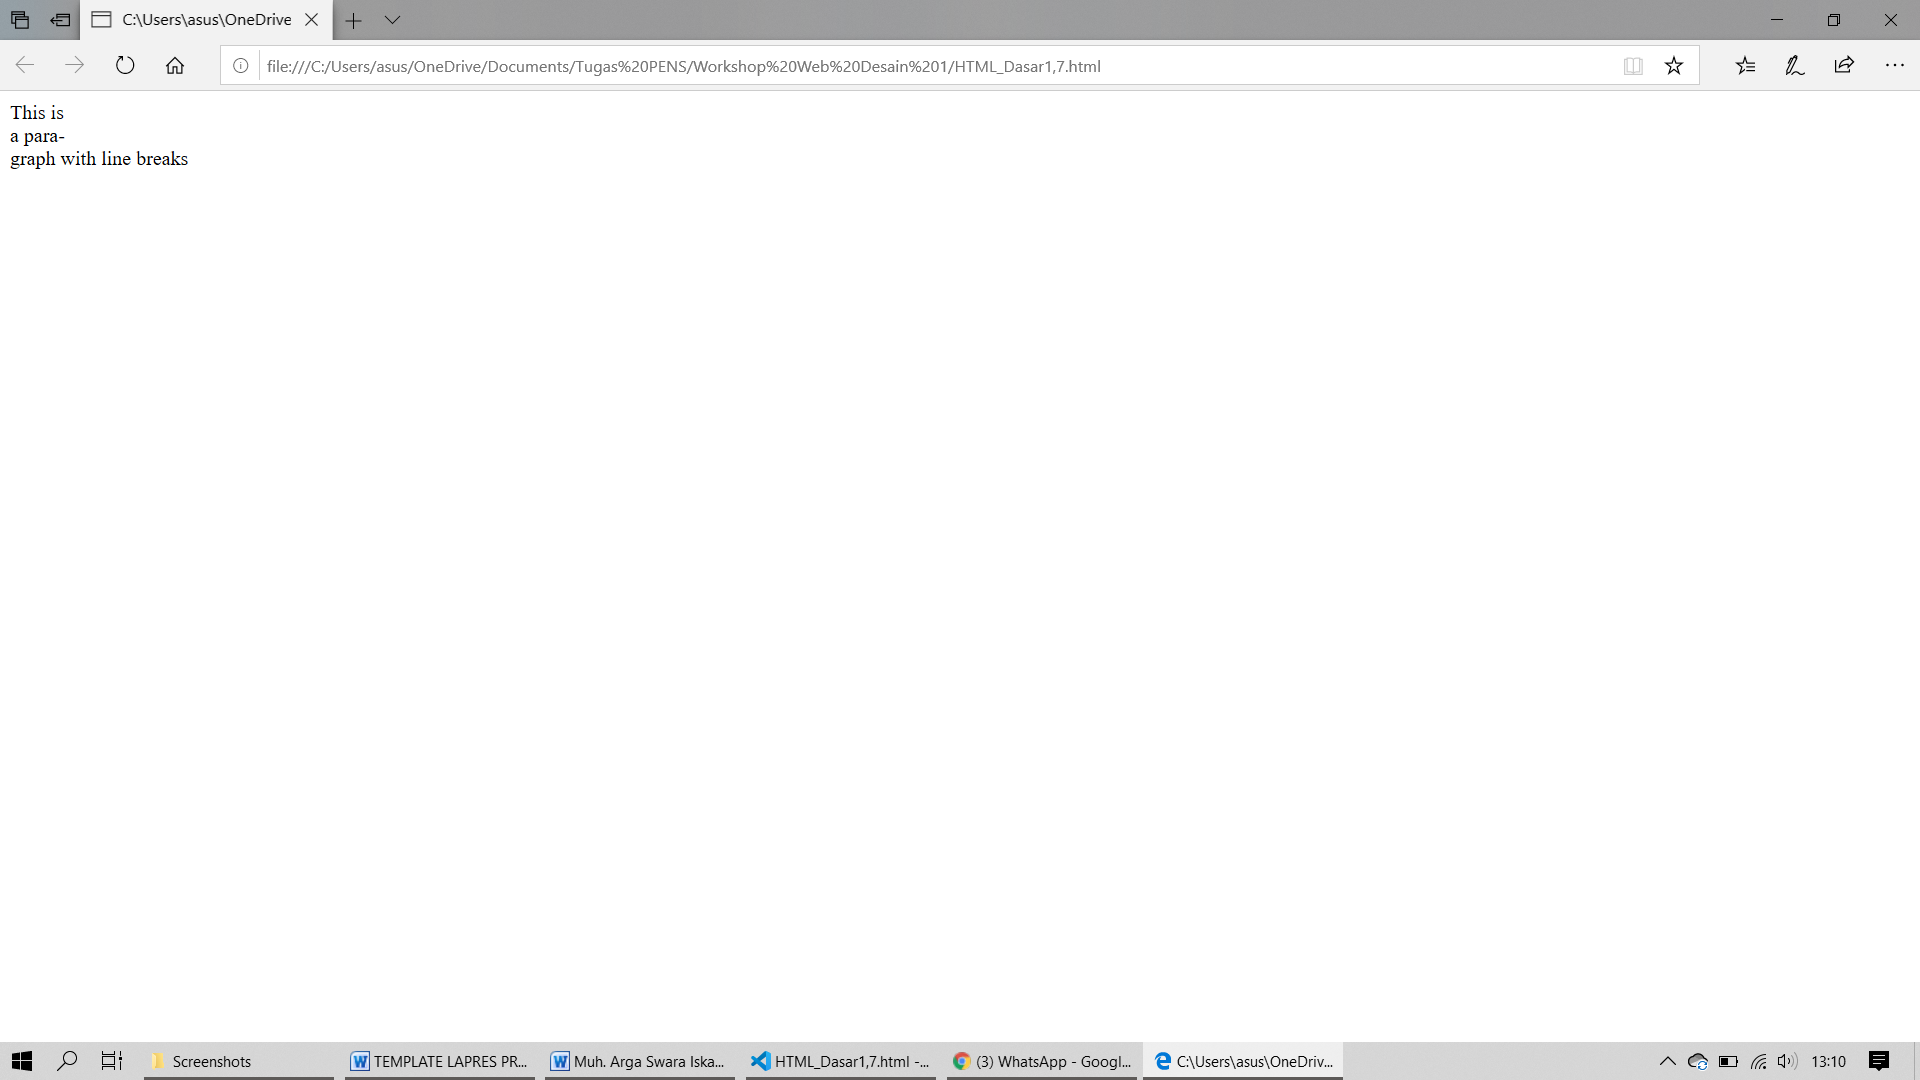 C:\Users\asus\OneDrive
file:///C:/Users/asus/OneDrive/Documents/Tugas%20PENS/Workshop%20Web%20Desain%201/HTML_Dasar1,7.html
This is
a para-
graph with line breaks
Screenshots
TEMPLATE LAPRES PR...
Muh. Arga Swara Iska...
HTML_Dasar1,7.html -...
(3) WhatsApp - Googl...
C:\Users\asus\OneDriv...
13:10